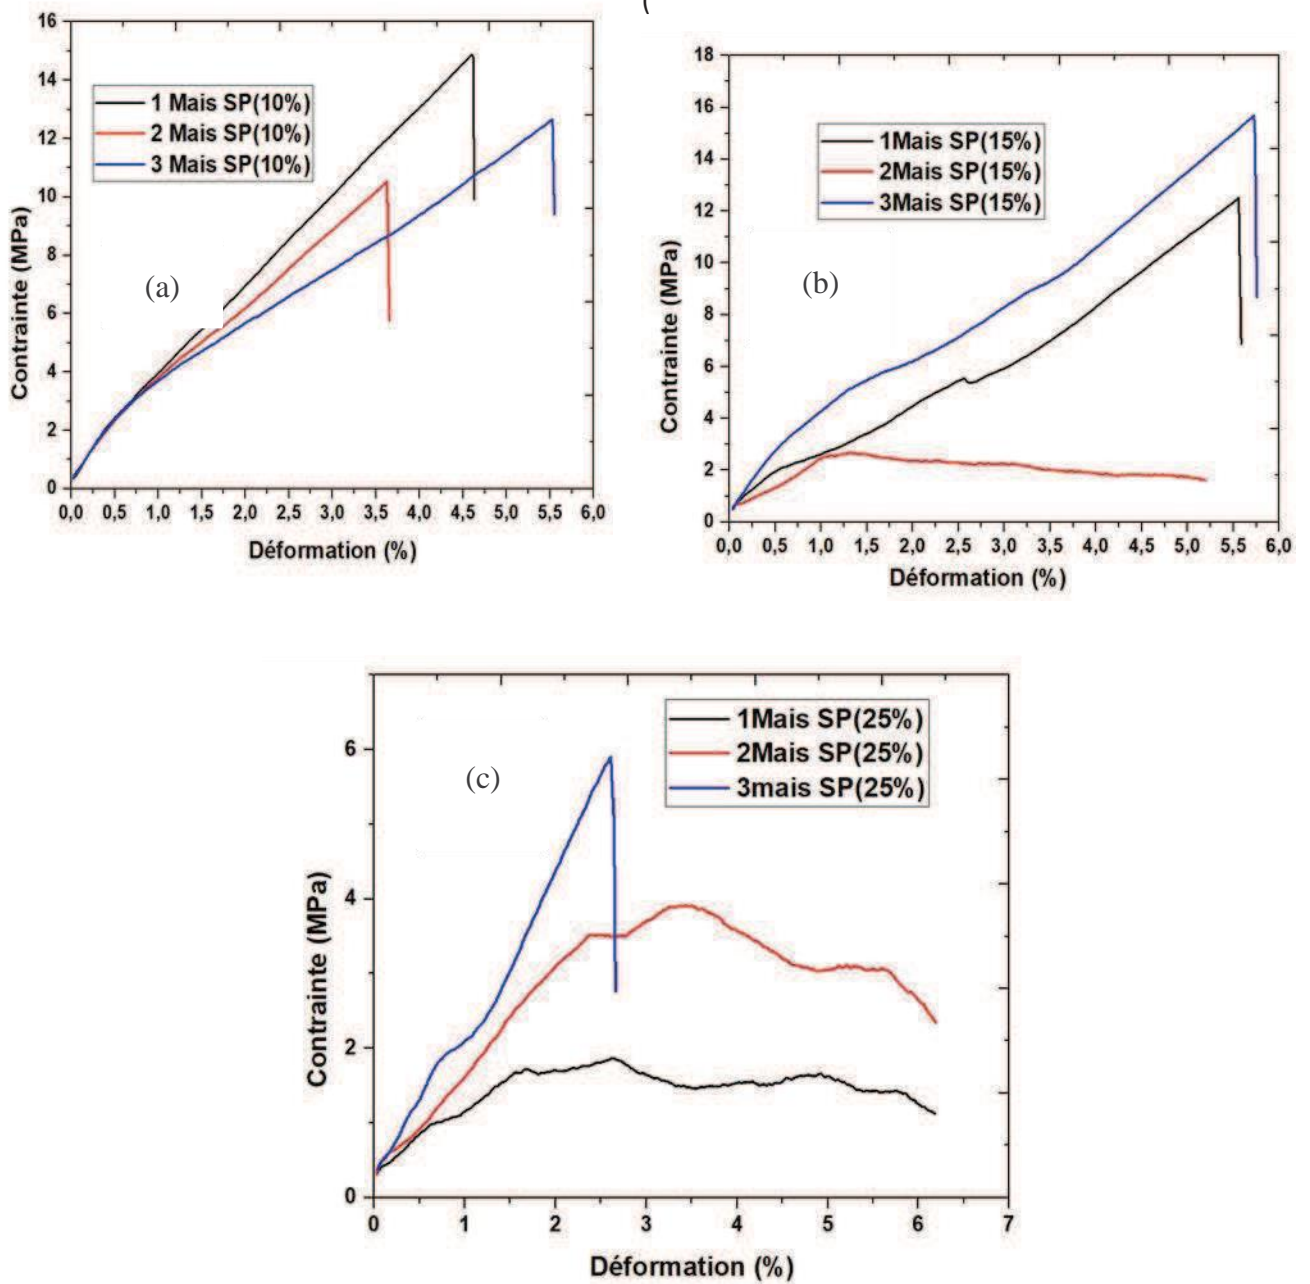 (
16
14
12
10
8
6
4
2
0
Contrainte (MPa)
1 Mais SP(10%)
2 Mais SP(10%)
3 Mais SP(10%)
(a)
0,0 0,5 1,0 1,5 2,0 2,5 3,0 3,5 4,0 4,5 5,0 5,5 6,0
Déformation (%)
18
16
14
12
10
8
6
4
2
0
Contrainte (MPa)
1Mais SP(15%)
2Mais SP(15%)
3Mais SP(15%)
(b)
0,0 0,5 1,0 1,5 2,0 2,5 3,0 3,5 4,0 4,5 5,0 5,5 6,0
Déformation (%)
6
4
2
0
Contrainte (MPa)
1Mais SP(25%)
2Mais SP(25%)
3mais SP(25%)
(c)
0 1 2 3 4 5 6 7
Déformation (%)